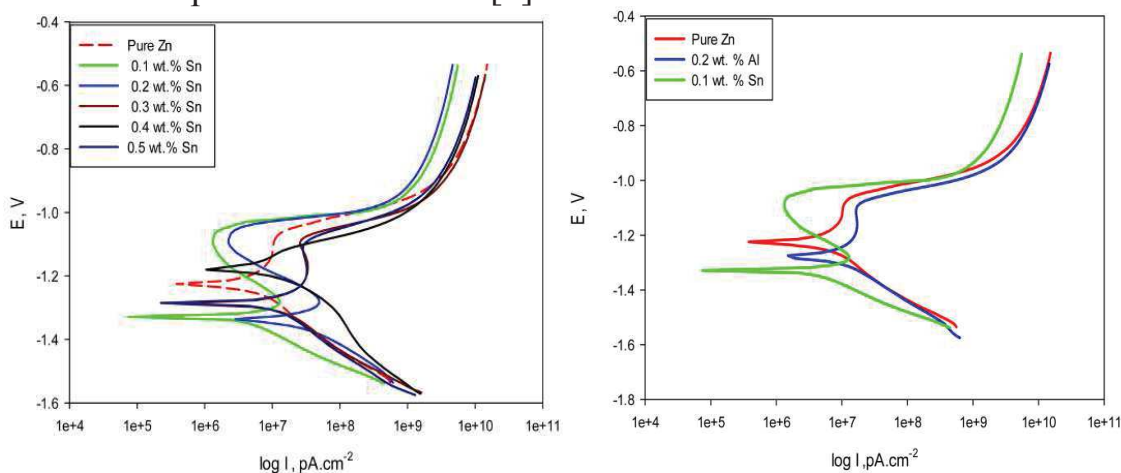 -0.4
-0.6
-0.8
-1.0
-1.2
-1.4
-1.6
E, V
Pure Zn
0.1 wt.% Sn
0.2 wt.% Sn
0.3 wt.% Sn
0.4 wt.% Sn
0.5 wt.% Sn
1e+4 1e+5 1e+6 1e+7 1e+8 1e+9 1e+10 1e+11
log I , pA.cm-2
-0.4
-0.6
-0.8
-1.0
-1.2
-1.4
-1.6
-1.8
E, V
Pure Zn
0.2 wt. % Al
0.1 wt. % Sn
1e+4 1e+5 1e+6 1e+7 1e+8 1e+9 1e+10 1e+11
log I ,pA.cm-2